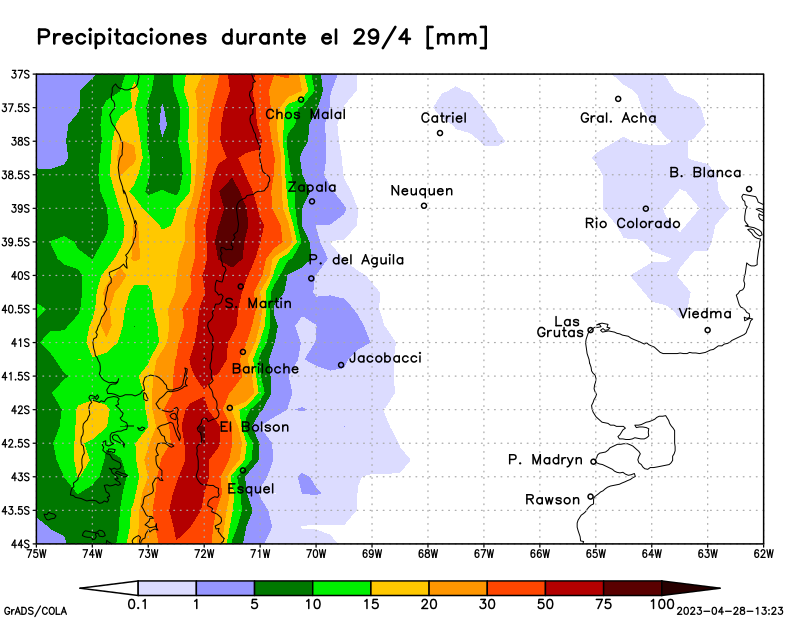 Precipitaciones durante el 29/4 [mm]
37S
37.5S
38S
38.5S
39S
39.5S
40S
40.5S
41S
41.5S
42S
42.5S
43S
43.5S
44S
Chos Malal
Catriel
Gral. Acha
B. Blanca
Zapala
Neuquen
Rio Colorado
P. del Aguila
S. Martin
Viedma
Las
Grutas
Jacobacci
Bariloche
El Bolson
P. Madryn
Esquel
Rawson
75W 74W 73W 72W 71W 70W 69W 68W 67W 66W 65W 64W 63W 62W
0.1 1 5 10 15 20 30 50 75 100
GrADS/COLA
2023-04-28-13:23